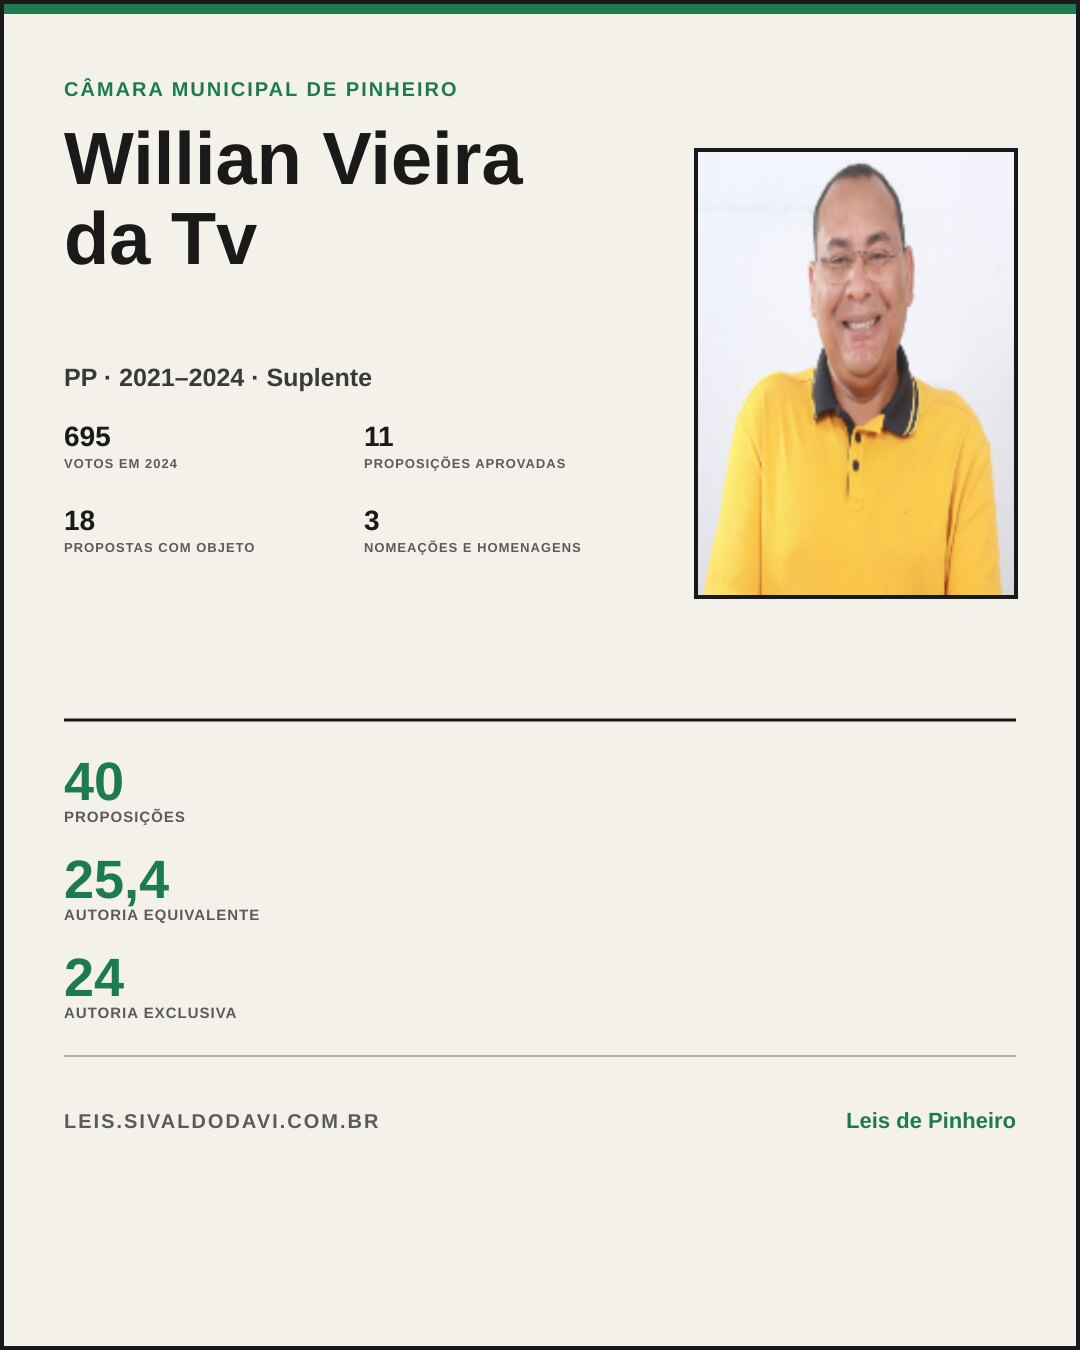 CÂMARA MUNICIPAL DE PINHEIRO
Willian Vieira
da Tv
PP · 2021–2024 · Suplente
695
VOTOS EM 2024
11
PROPOSIÇÕES APROVADAS
18
PROPOSTAS COM OBJETO
3
NOMEAÇÕES E HOMENAGENS
40
PROPOSIÇÕES
25,4
AUTORIA EQUIVALENTE
24
AUTORIA EXCLUSIVA
LEIS.SIVALDODAVI.COM.BR
Leis de Pinheiro